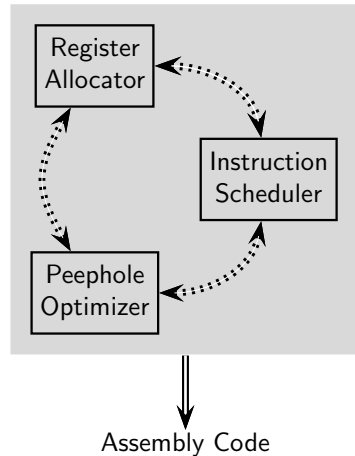 Register
Allocator
Instruction
Scheduler
Peephole
Optimizer
Assembly Code